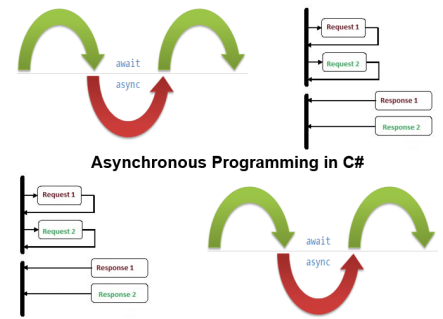 await
async
Request 1
Request 2
Response 1
Response 2
Asynchronous Programming in C#
Request 1
Request 2
Response 1
Response 2
await
async